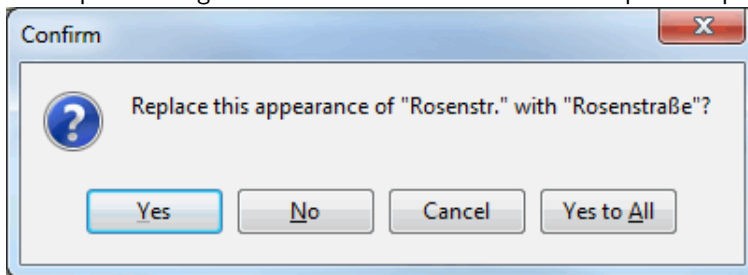 Confirm
Replace this appearance of "Rosenstr." with "Rosenstraße"?
Yes No Cancel Yes to All